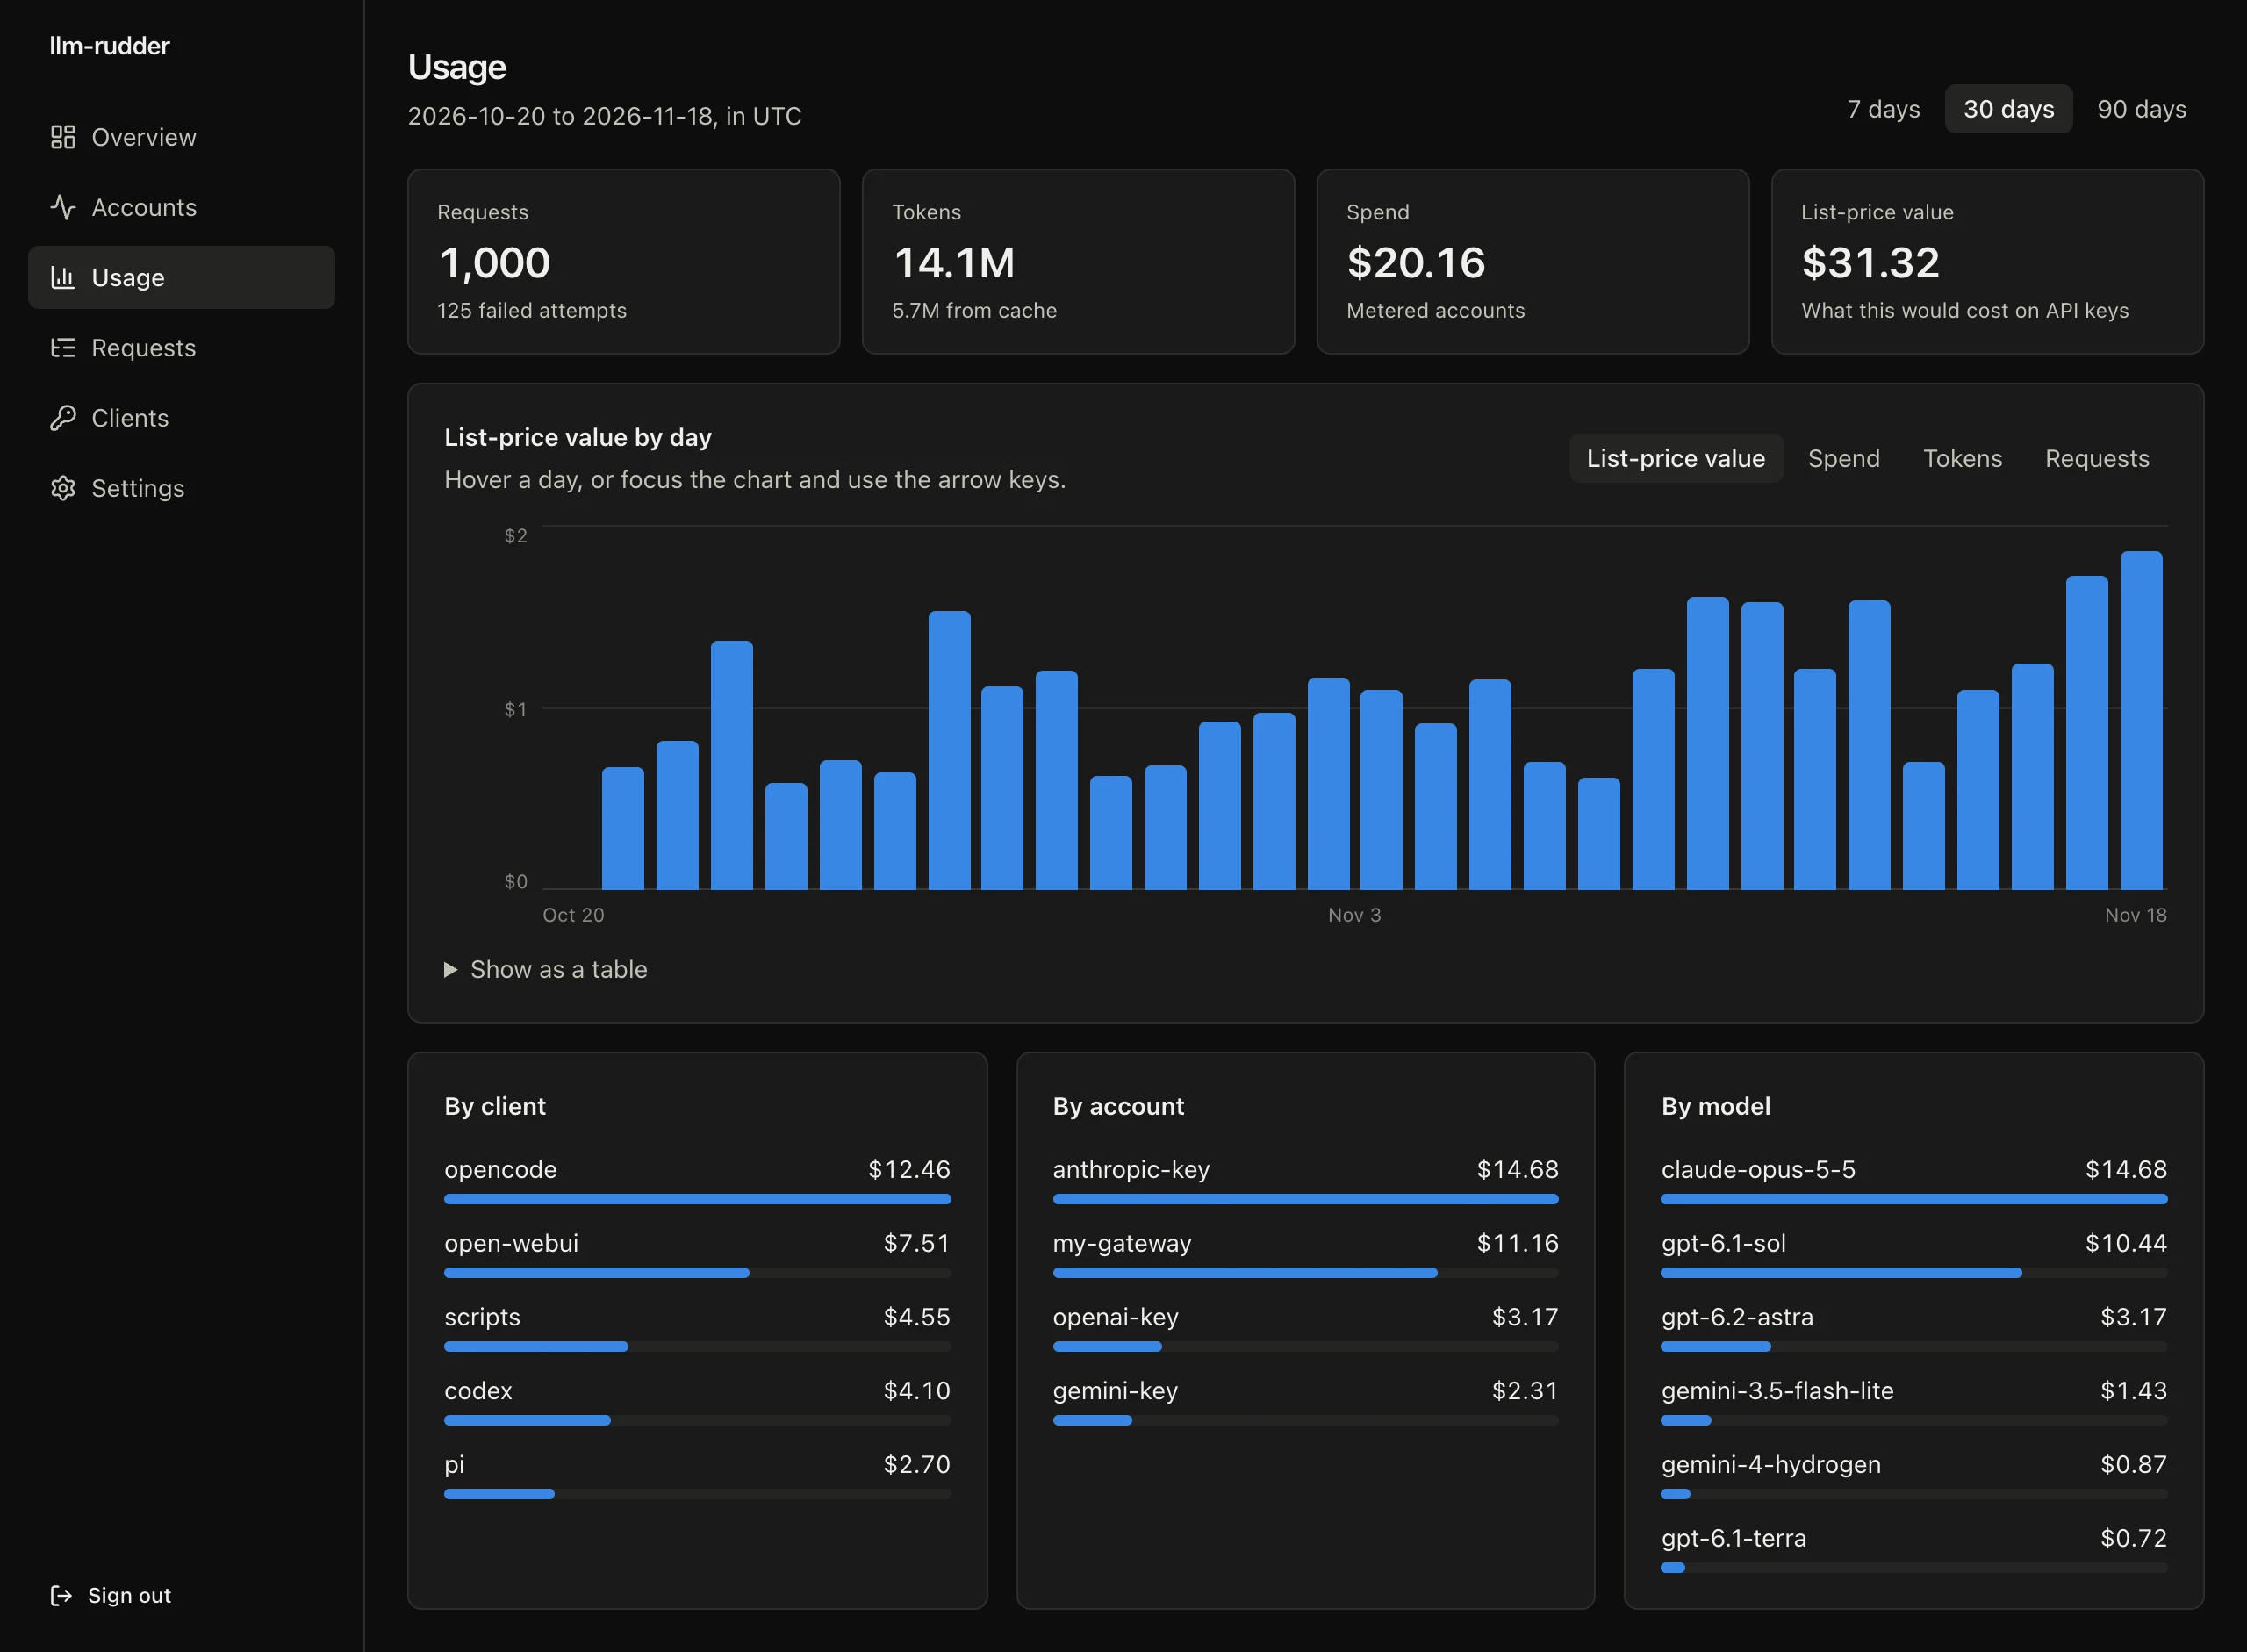 llm-rudder
Overview
Accounts
Usage
Requests
Clients
Settings
Sign out
Usage
2026-10-20 to 2026-11-18, in UTC
7 days 30 days 90 days
Requests
1,000
125 failed attempts
Tokens
14.1M
5.7M from cache
Spend
$20.16
Metered accounts
List-price value
$31.32
What this would cost on API keys
List-price value by day
Hover a day, or focus the chart and use the arrow keys.
List-price value Spend Tokens Requests
$2
$1
$0
Oct 20 Nov 3 Nov 18
Show as a table
By client
opencode $12.46
open-webui $7.51
scripts $4.55
codex $4.10
pi $2.70
By account
anthropic-key $14.68
my-gateway $11.16
openai-key $3.17
gemini-key $2.31
By model
claude-opus-5-5 $14.68
gpt-6.1-sol $10.44
gpt-6.2-astra $3.17
gemini-3.5-flash-lite $1.43
gemini-4-hydrogen $0.87
gpt-6.1-terra $0.72